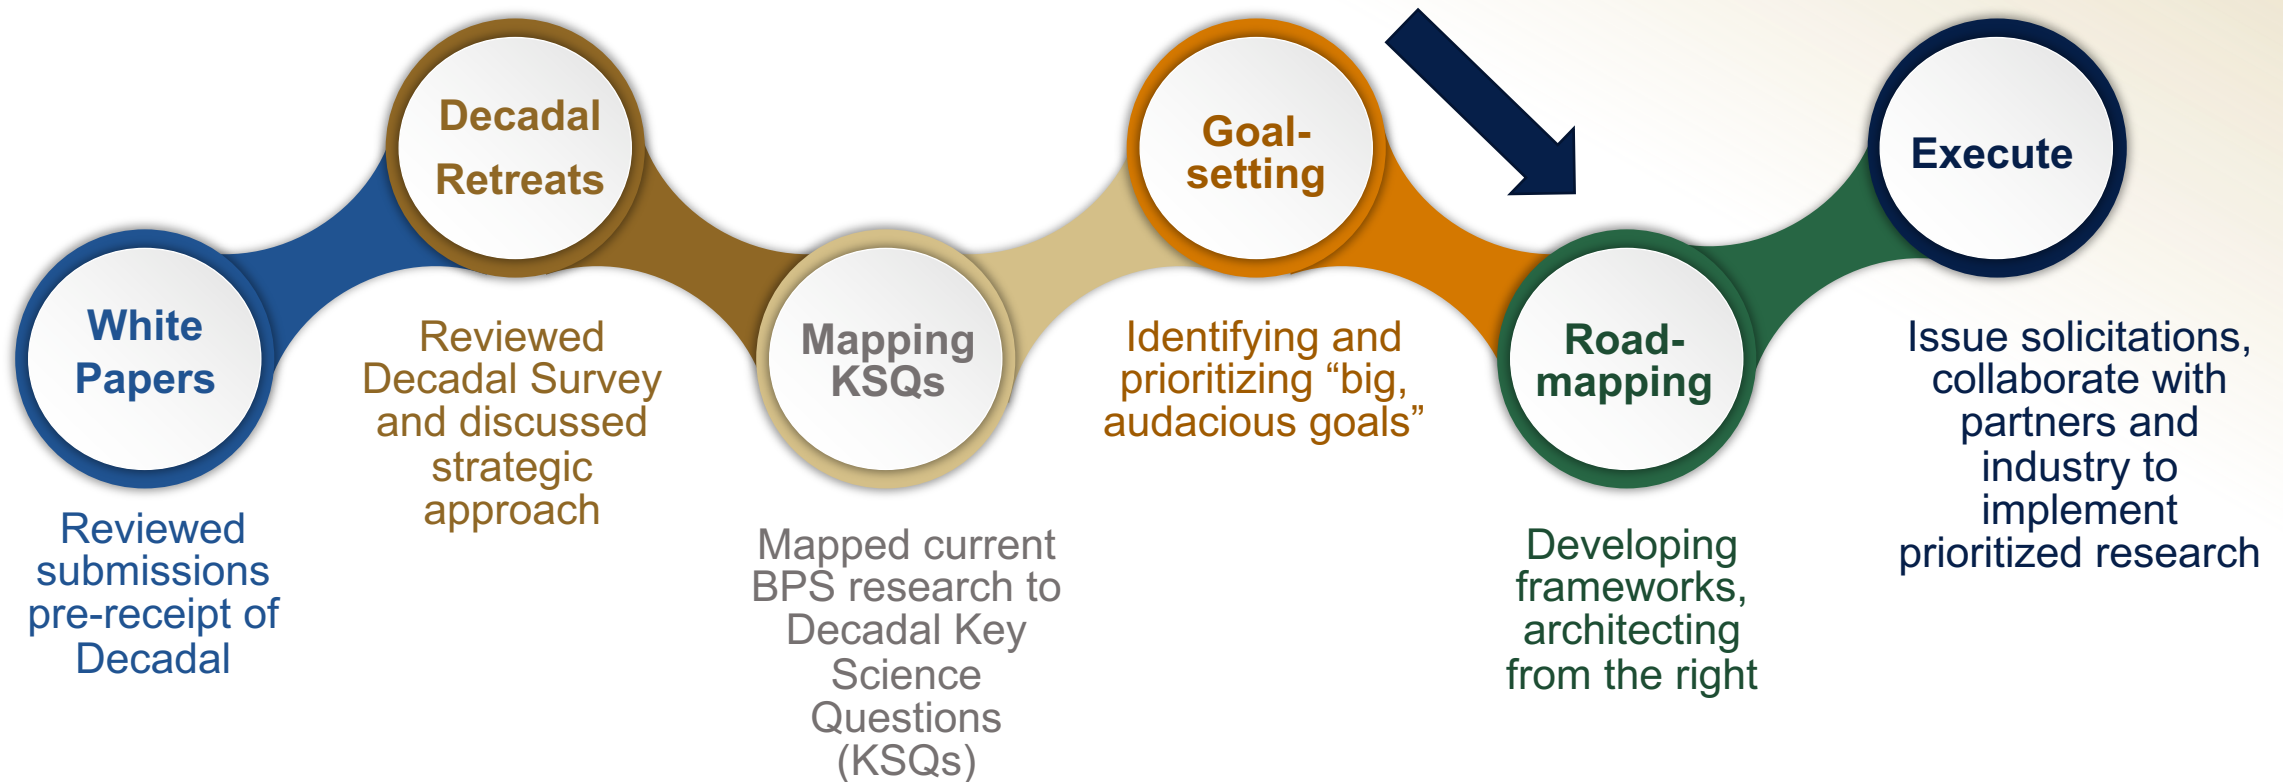 White
Papers
Reviewed
submissions
pre-receipt of
Decadal
Decadal
Retreats
Reviewed
Decadal Survey
and discussed
strategic
approach
Mapping
KSQs
Mapped current
BPS research to
Decadal Key
Science
Questions
(KSQs)
Goal-
setting
Identifying and
prioritizing “big,
audacious goals”
Road-
mapping
Developing
frameworks,
architecting
from the right
Execute
Issue solicitations,
collaborate with
partners and
industry to
implement
prioritized research